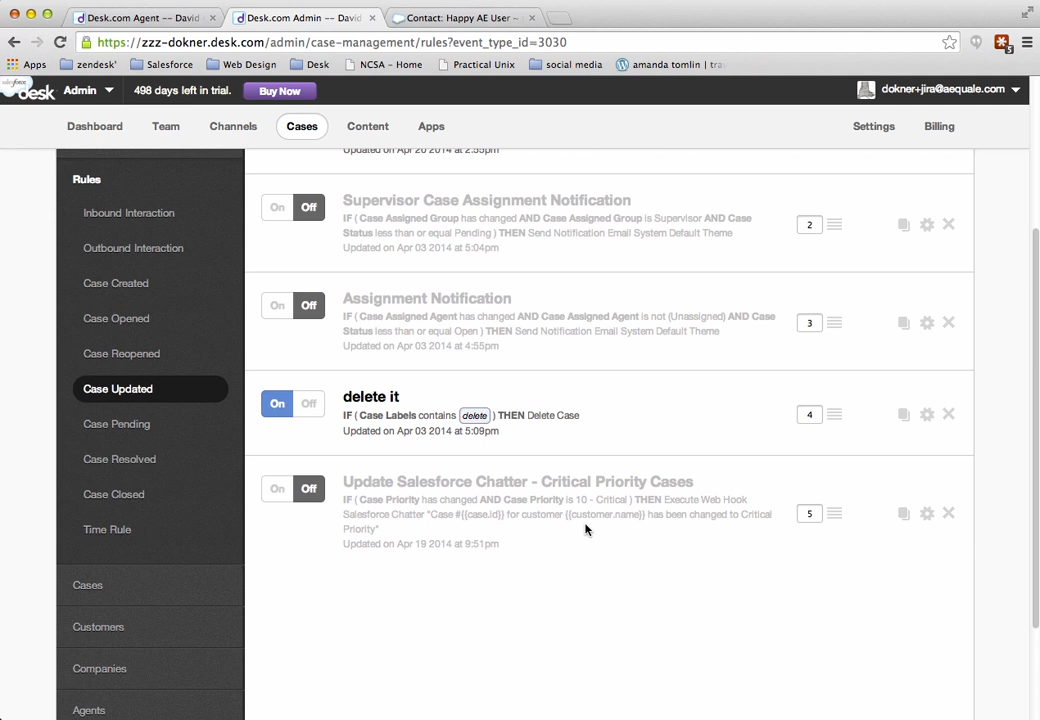 Desk.com Agent -- David
Desk.com Admin -- David
Contact: Happy AE User ~
https://zzz-dokner.desk.com/admin/case-management/rules?event_type_id=3030
5
Apps
zendesk'
Salesforce
Web Design
Desk
NCSA - Home
Practical Unix
social media
amanda tomlin | trav
salesforce
desk
Admin
498 days left in trial.
Buy Now
dokner+jira@aequale.com
Dashboard
Team
Channels
Cases
Content
Apps
Settings
Billing
Updated on Apr 20 2014 at 2:55pm
Rules
Inbound Interaction
Outbound Interaction
Case Created
Case Opened
Case Reopened
Case Updated
Case Pending
Case Resolved
Case Closed
Time Rule
Cases
Customers
Companies
Agents
On Off
Supervisor Case Assignment Notification
IF ( Case Assigned Group has changed AND Case Assigned Group is Supervisor AND Case
Status less than or equal Pending ) THEN Send Notification Email System Default Theme
Updated on Apr 03 2014 at 5:04pm
2
On Off
Assignment Notification
IF ( Case Assigned Agent has changed AND Case Assigned Agent is not (Unassigned) AND Case
Status less than or equal Open ) THEN Send Notification Email System Default Theme
Updated on Apr 03 2014 at 4:55pm
3
On Off
delete it
IF ( Case Labels contains delete ) THEN Delete Case
Updated on Apr 03 2014 at 5:09pm
4
On Off
Update Salesforce Chatter - Critical Priority Cases
IF ( Case Priority has changed AND Case Priority is 10 - Critical ) THEN Execute Web Hook
Salesforce Chatter "Case #{{case.id}} for customer {{customer.name}} has been changed to Critical
Priority"
Updated on Apr 19 2014 at 9:51pm
5